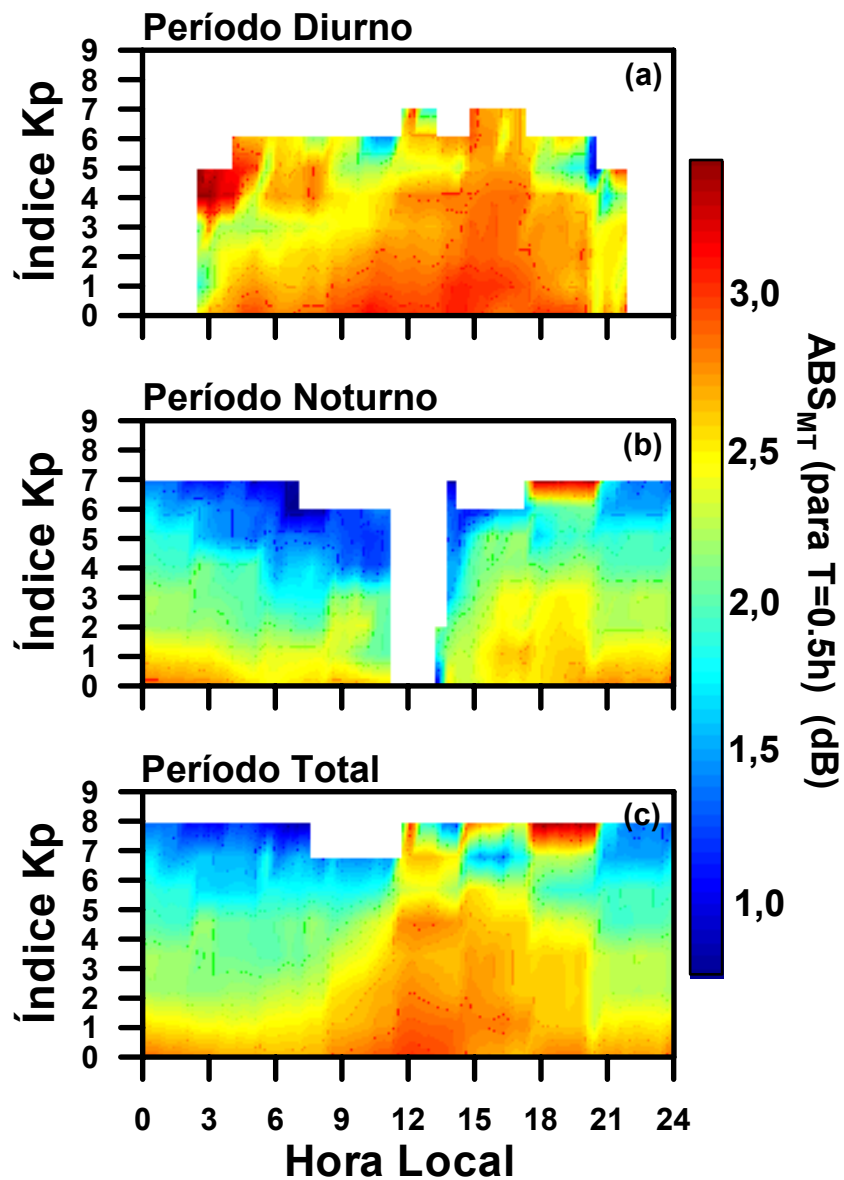 Período Diurno
(a)
Índice Kp
9
8
7
6
5
4
3
2
1
0
Período Noturno
(b)
Índice Kp
9
8
7
6
5
4
3
2
1
0
Período Total
(c)
Índice Kp
9
8
7
6
5
4
3
2
1
0
0 3 6 9 12 15 18 21 24
Hora Local
3,0
2,5
2,0
1,5
1,0
ABS_MT (para T=0.5h) (dB)